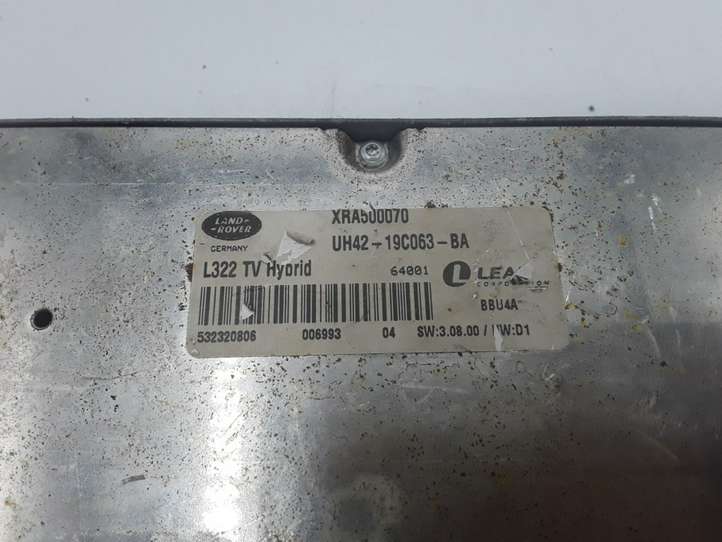 XRA500070
LAND-
-ROVER
GERMANY
UH42-19C063-BA
L322 TV Hybrid
64001
CORPORATION
BBU4A
532320806 006993 04 SW:3.08.00 / HW:D1